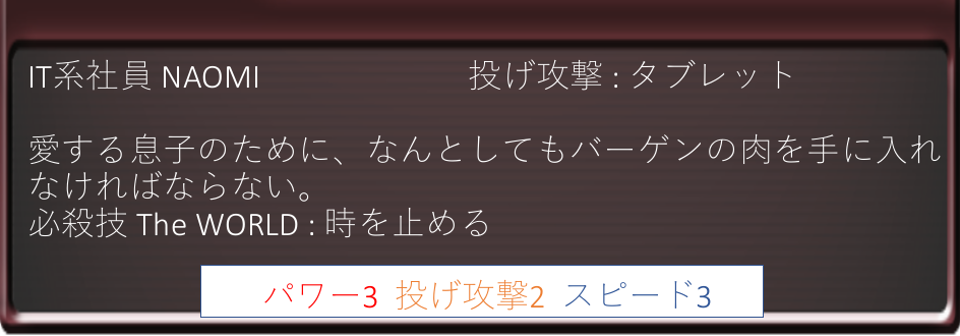 IT系社員 NAOMI 投げ攻撃 : タブレット
愛する息子のために、なんとしてもバーゲンの肉を手に入れ
なければならない。
必殺技 The WORLD : 時を止める
パワー3 投げ攻撃2 スピード3